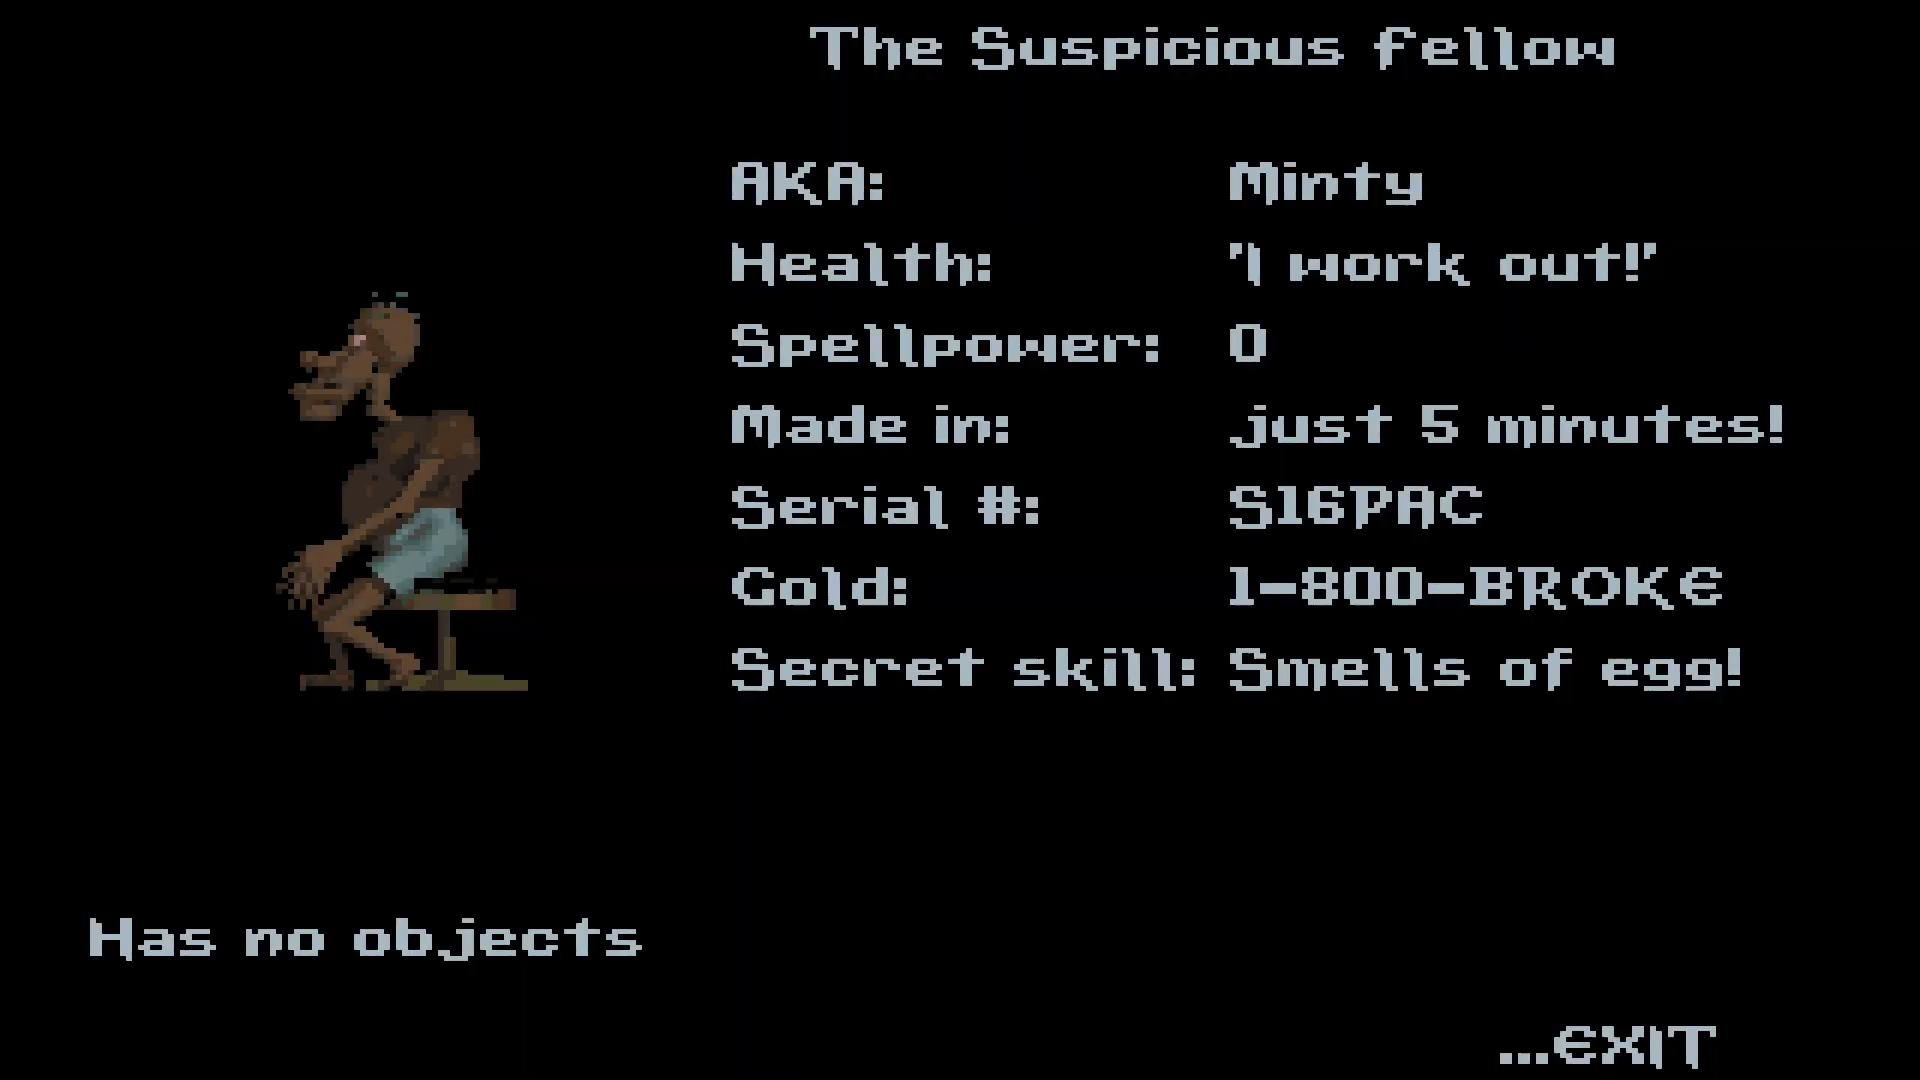 The Suspicious fellow
AKA: Minty
Health: "I work out!"
Spellpower: 0
Made in: just 5 minutes!
Serial #: S16PAC
Gold: 1-800-BROKE
Secret skill: Smells of egg!
Has no objects
...EXIT